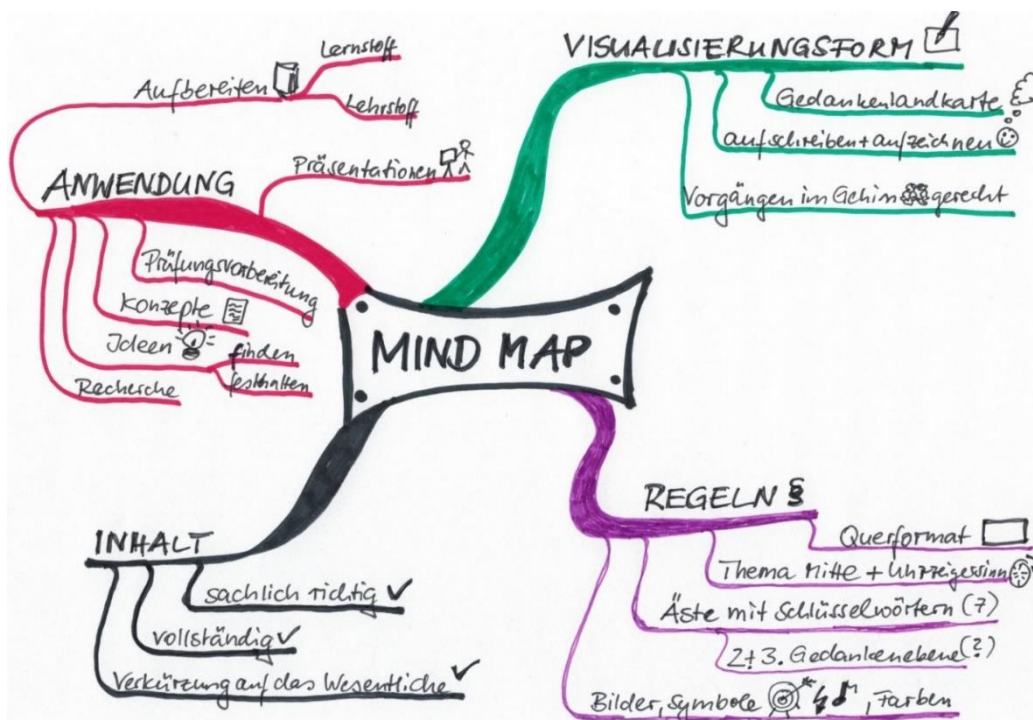 MIND MAP
VISUALISIERUNGSFORM
Gedankenlandkarte
aufschreiben + aufzeichnen
Vorgängen im Gehirn gerecht
REGELN §
Querformat
Thema Mitte + Uhrzeigersinn
Äste mit Schlüsselwörtern (7)
2+3. Gedankenebene (?)
Bilder, Symbole , Farben
INHALT
sachlich richtig ✓
vollständig ✓
Verkürzung auf das Wesentliche ✓
ANWENDUNG
Aufbereiten
Lernstoff
Lehrstoff
Präsentationen
Prüfungsvorbereitung
Konzepte
Ideen
finden
festhalten
Recherche